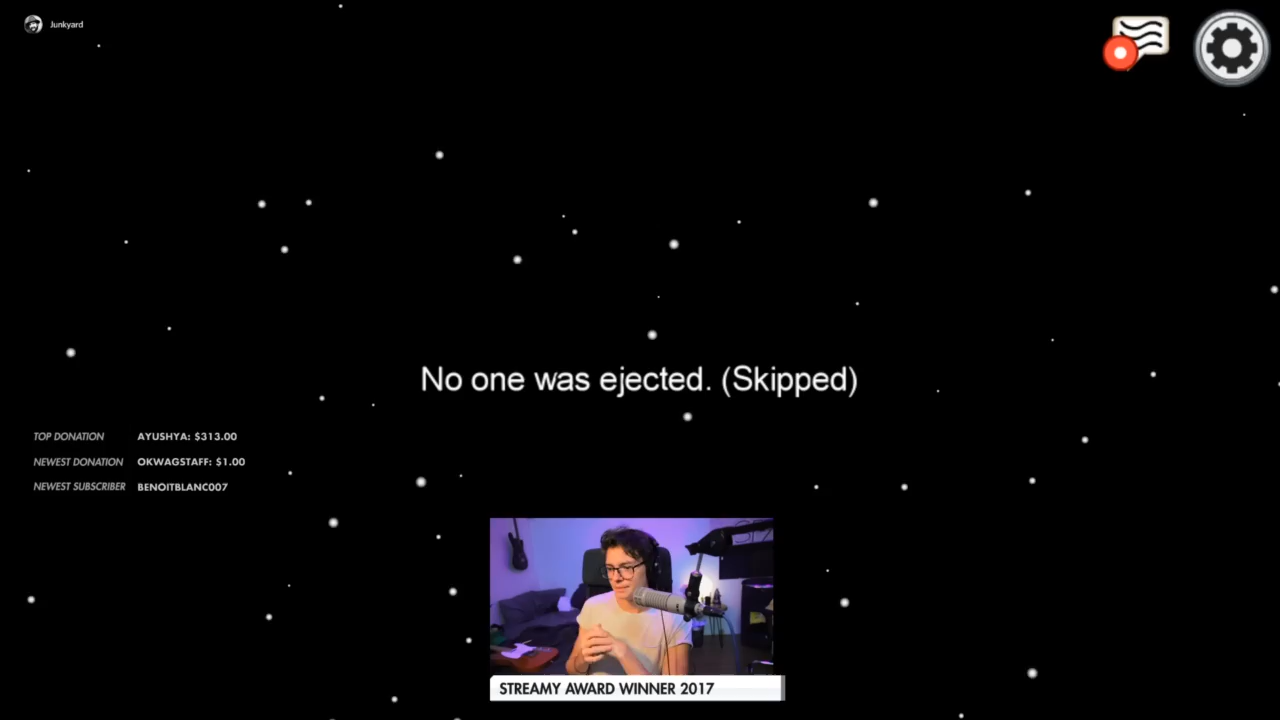 Junkyard
No one was ejected. (Skipped)
TOP DONATION AYUSHYA: $313.00
NEWEST DONATION OKWAGSTAFF: $1.00
NEWEST SUBSCRIBER BENOITBLANC007
STREAMY AWARD WINNER 2017